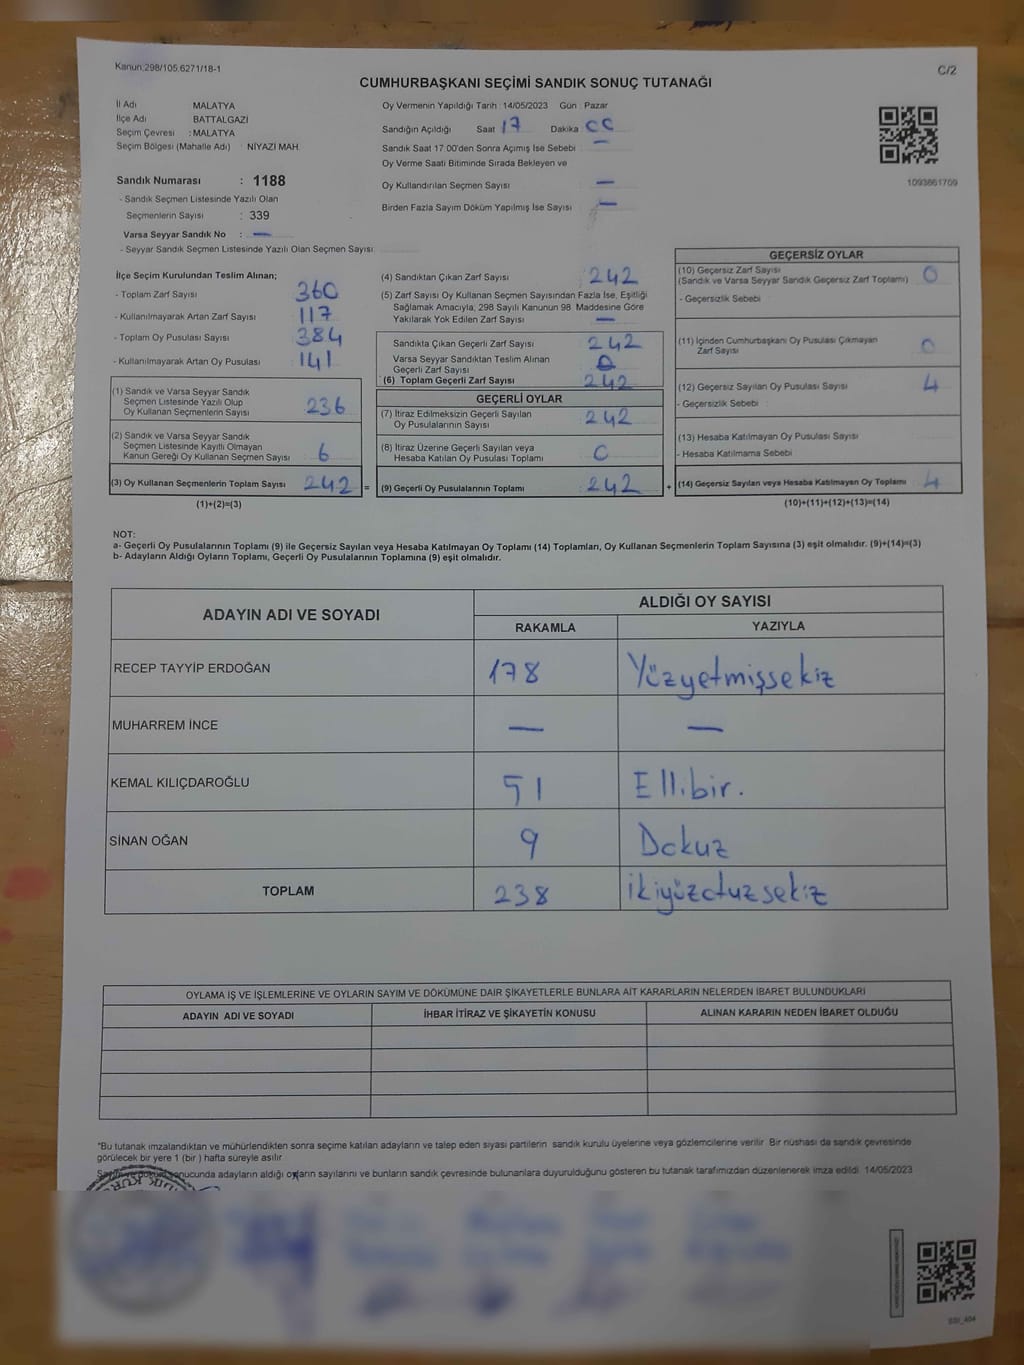 Kanun:298/105,6271/18-1
C/2
CUMHURBAŞKANI SEÇİMİ SANDIK SONUÇ TUTANAĞI
İl Adı MALATYA
İlçe Adı BATTALGAZİ
Seçim Çevresi : MALATYA
Seçim Bölgesi (Mahalle Adı) : NİYAZİ MAH
Sandık Numarası : 1188
- Sandık Seçmen Listesinde Yazılı Olan
Seçmenlerin Sayısı : 339
Varsa Seyyar Sandık No : —
- Seyyar Sandık Seçmen Listesinde Yazılı Olan Seçmen Sayısı
Oy Vermenin Yapıldığı Tarih : 14/05/2023 Gün : Pazar
Sandığın Açıldığı Saat 17 Dakika 00
Sandık Saat 17:00'den Sonra Açımış İse Sebebi —
Oy Verme Saati Bitiminde Sırada Bekleyen ve
Oy Kullandırılan Seçmen Sayısı —
Birden Fazla Sayım Döküm Yapılmış İse Sayısı —
1093861709
İlçe Seçim Kurulundan Teslim Alınan;
- Toplam Zarf Sayısı 360
- Kullanılmayarak Artan Zarf Sayısı 117
- Toplam Oy Pusulası Sayısı 384
- Kullanılmayarak Artan Oy Pusulası 141
(1) Sandık ve Varsa Seyyar Sandık
Seçmen Listesinde Yazılı Olup
Oy Kullanan Seçmenlerin Sayısı 236
(2) Sandık ve Varsa Seyyar Sandık
Seçmen Listesinde Kayıtlı Olmayan
Kanun Gereği Oy Kullanan Seçmen Sayısı 6
(3) Oy Kullanan Seçmenlerin Toplam Sayısı 242 =
(1)+(2)=(3)
(4) Sandıktan Çıkan Zarf Sayısı 242
(5) Zarf Sayısı Oy Kullanan Seçmen Sayısından Fazla İse, Eşitliği
Sağlamak Amacıyla, 298 Sayılı Kanunun 98. Maddesine Göre
Yakılarak Yok Edilen Zarf Sayısı —
Sandıkta Çıkan Geçerli Zarf Sayısı 242
Varsa Seyyar Sandıktan Teslim Alınan
Geçerli Zarf Sayısı 0
(6) Toplam Geçerli Zarf Sayısı 242
GEÇERLİ OYLAR
(7) İtiraz Edilmeksizin Geçerli Sayılan
Oy Pusulalarının Sayısı 242
(8) İtiraz Üzerine Geçerli Sayılan veya
Hesaba Katılan Oy Pusulası Toplamı 0
(9) Geçerli Oy Pusulalarının Toplamı 242 +
GEÇERSİZ OYLAR
(10) Geçersiz Zarf Sayısı
(Sandık ve Varsa Seyyar Sandık Geçersiz Zarf Toplamı) 0
- Geçersizlik Sebebi
(11) İçinden Cumhurbaşkanı Oy Pusulası Çıkmayan
Zarf Sayısı 0
(12) Geçersiz Sayılan Oy Pusulası Sayısı 4
- Geçersizlik Sebebi
(13) Hesaba Katılmayan Oy Pusulası Sayısı
- Hesaba Katılmama Sebebi
(14) Geçersiz Sayılan veya Hesaba Katılmayan Oy Toplamı 4
(10)+(11)+(12)+(13)=(14)
NOT:
a- Geçerli Oy Pusulalarının Toplamı (9) ile Geçersiz Sayılan veya Hesaba Katılmayan Oy Toplamı (14) Toplamları, Oy Kullanan Seçmenlerin Toplam Sayısına (3) eşit olmalıdır. (9)+(14)=(3)
b- Adayların Aldığı Oyların Toplamı, Geçerli Oy Pusulalarının Toplamına (9) eşit olmalıdır.
ADAYIN ADI VE SOYADI ALDIĞI OY SAYISI
RAKAMLA YAZIYLA
RECEP TAYYİP ERDOĞAN 178 Yüzyetmişsekiz
MUHARREM İNCE — —
KEMAL KILIÇDAROĞLU 51 Ellibir.
SİNAN OĞAN 9 Dokuz
TOPLAM 238 ikiyüzotuzsekiz
OYLAMA İŞ VE İŞLEMLERİNE VE OYLARIN SAYIM VE DÖKÜMÜNE DAİR ŞİKAYETLERLE BUNLARA AİT KARARLARIN NELERDEN İBARET BULUNDUKLARI
ADAYIN ADI VE SOYADI İHBAR İTİRAZ VE ŞİKAYETİN KONUSU ALINAN KARARIN NEDEN İBARET OLDUĞU
*Bu tutanak imzalandıktan ve mühürlendikten sonra seçime katılan adayların ve talep eden siyasi partilerin sandık kurulu üyelerine veya gözlemcilerine verilir. Bir nüshası da sandık çevresinde
görülecek bir yere 1 (bir) hafta süreyle asılır
sonucunda adayların aldığı oyların sayılarını ve bunların sandık çevresinde bulunanlara duyurulduğunu gösteren bu tutanak tarafımızdan düzenlenerek imza edildi. 14/05/2023